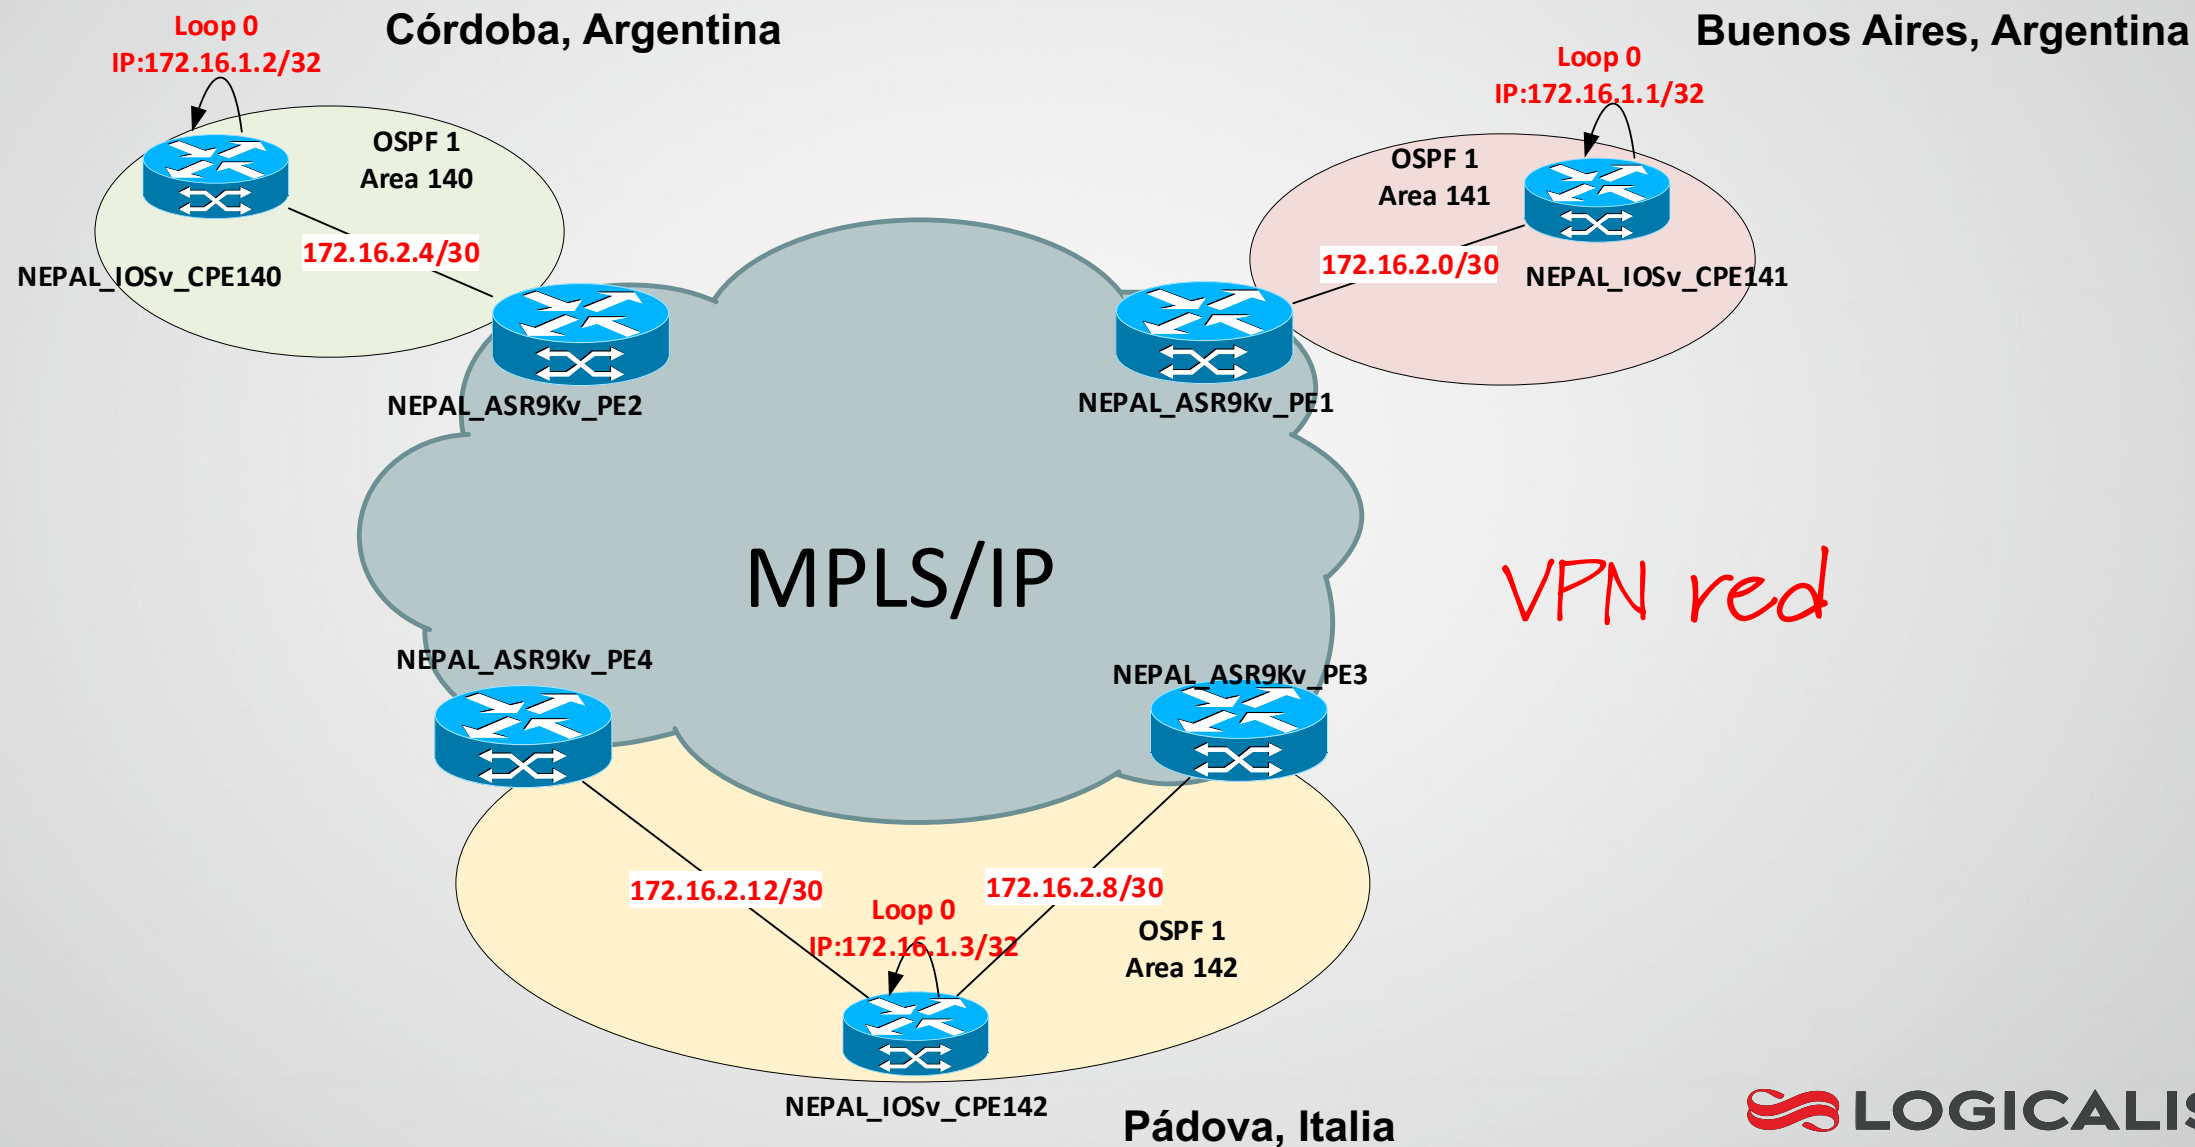 Córdoba, Argentina
Buenos Aires, Argentina
Loop 0
IP:172.16.1.2/32
Loop 0
IP:172.16.1.1/32
OSPF 1
Area 140
OSPF 1
Area 141
172.16.2.4/30
172.16.2.0/30
NEPAL_IOSv_CPE140
NEPAL_IOSv_CPE141
NEPAL_ASR9Kv_PE2
NEPAL_ASR9Kv_PE1
MPLS/IP
VPN red
NEPAL_ASR9Kv_PE4
NEPAL_ASR9Kv_PE3
172.16.2.12/30
172.16.2.8/30
Loop 0
IP:172.16.1.3/32
OSPF 1
Area 142
NEPAL_IOSv_CPE142
Pádova, Italia
LOGICALIS